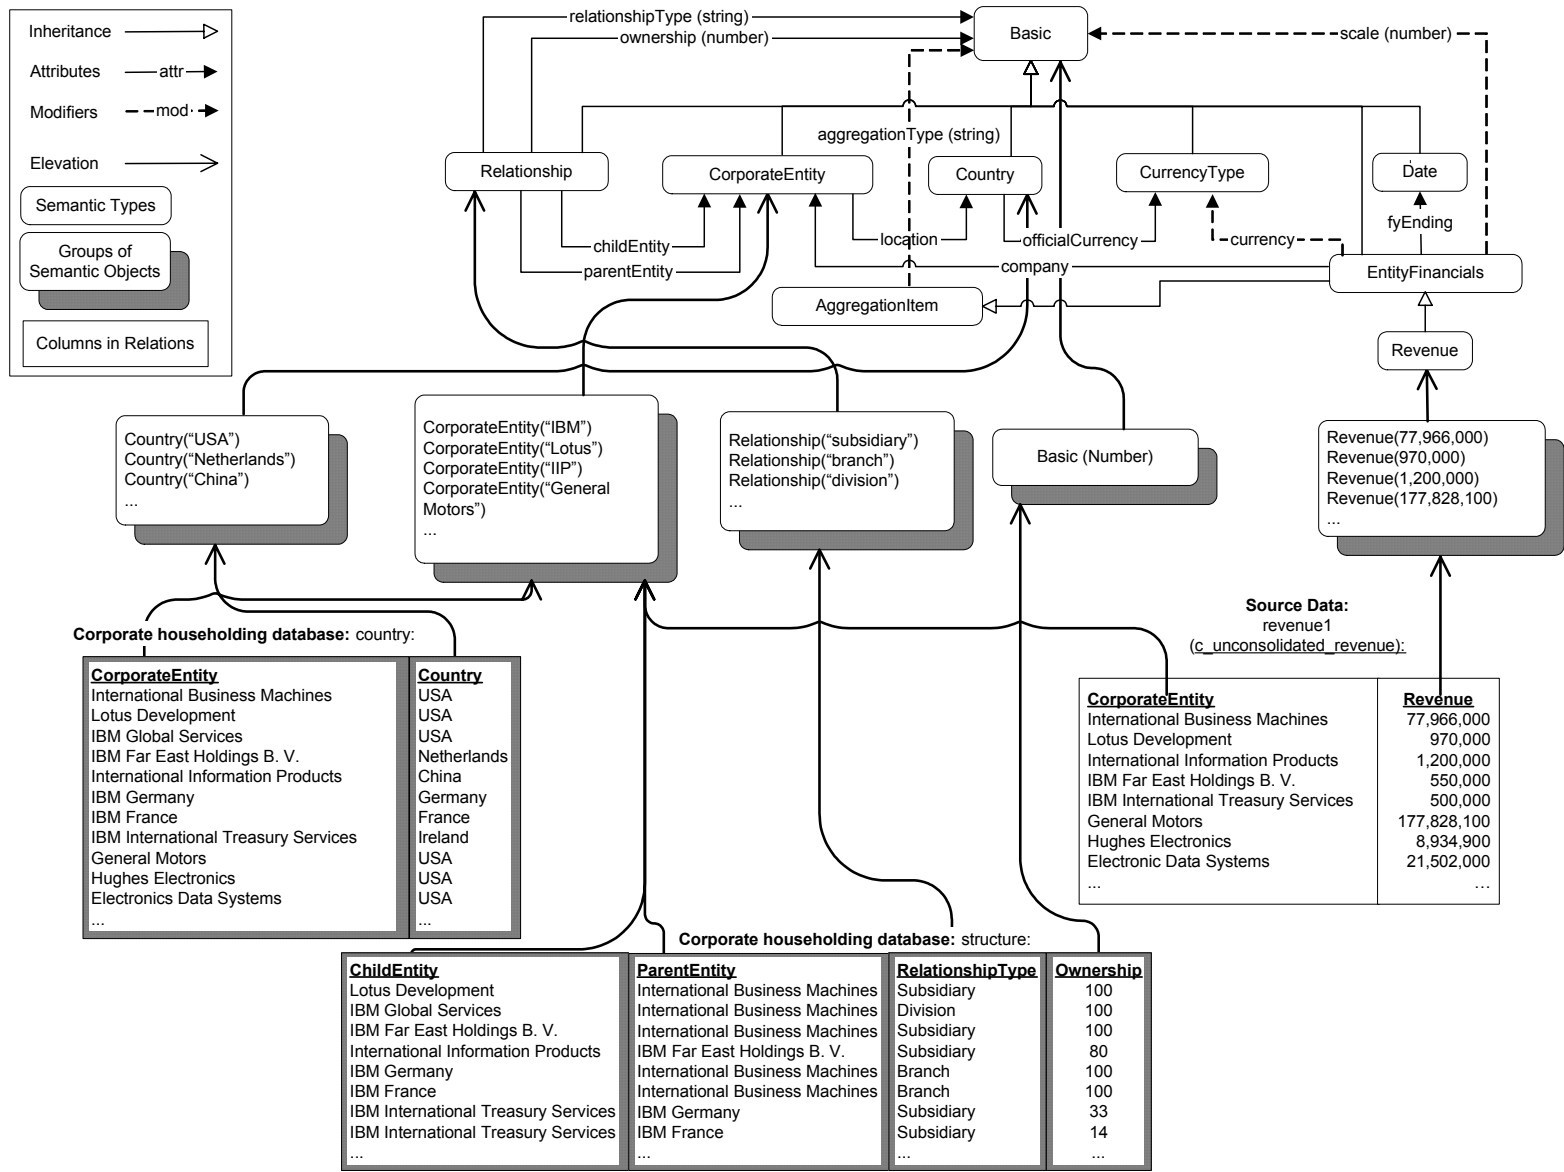 Inheritance
Attributes
attr
Modifiers
mod
Elevation
Semantic Types
Groups of
Semantic Objects
Columns in Relations
relationshipType (string)
ownership (number)
Basic
scale (number)
aggregationType (string)
Relationship
CorporateEntity
Country
CurrencyType
Date
childEntity
parentEntity
location
officialCurrency
currency
fyEnding
company
EntityFinancials
AggregationItem
Revenue
Country(“USA”)
Country(“Netherlands”)
Country(“China”)
...
CorporateEntity(“IBM”)
CorporateEntity(“Lotus”)
CorporateEntity(“IIP”)
CorporateEntity(“General
Motors”)
...
Relationship(“subsidiary”)
Relationship(“branch”)
Relationship(“division”)
...
Basic (Number)
Revenue(77,966,000)
Revenue(970,000)
Revenue(1,200,000)
Revenue(177,828,100)
...
Corporate householding database: country:
CorporateEntity Country
International Business Machines USA
Lotus Development USA
IBM Global Services USA
IBM Far East Holdings B. V. Netherlands
International Information Products China
IBM Germany Germany
IBM France France
IBM International Treasury Services Ireland
General Motors USA
Hughes Electronics USA
Electronics Data Systems USA
... ...
Source Data:
revenue1
(c_unconsolidated_revenue):
CorporateEntity Revenue
International Business Machines 77,966,000
Lotus Development 970,000
International Information Products 1,200,000
IBM Far East Holdings B. V. 550,000
IBM International Treasury Services 500,000
General Motors 177,828,100
Hughes Electronics 8,934,900
Electronic Data Systems 21,502,000
... ...
Corporate householding database: structure:
ChildEntity ParentEntity RelationshipType Ownership
Lotus Development International Business Machines Subsidiary 100
IBM Global Services International Business Machines Division 100
IBM Far East Holdings B. V. International Business Machines Subsidiary 100
International Information Products IBM Far East Holdings B. V. Subsidiary 80
IBM Germany International Business Machines Branch 100
IBM France International Business Machines Branch 100
IBM International Treasury Services IBM Germany Subsidiary 33
IBM International Treasury Services IBM France Subsidiary 14
... ... ... ...